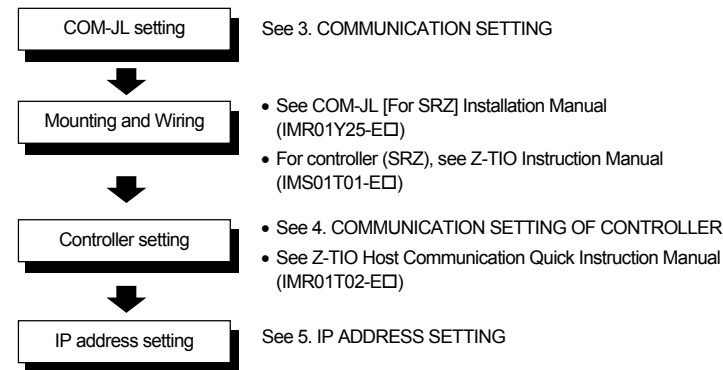 COM-JL setting
See 3. COMMUNICATION SETTING
Mounting and Wiring
• See COM-JL [For SRZ] Installation Manual
(IMR01Y25-E□)
• For controller (SRZ), see Z-TIO Instruction Manual
(IMS01T01-E□)
Controller setting
• See 4. COMMUNICATION SETTING OF CONTROLLER
• See Z-TIO Host Communication Quick Instruction Manual
(IMR01T02-E□)
IP address setting
See 5. IP ADDRESS SETTING